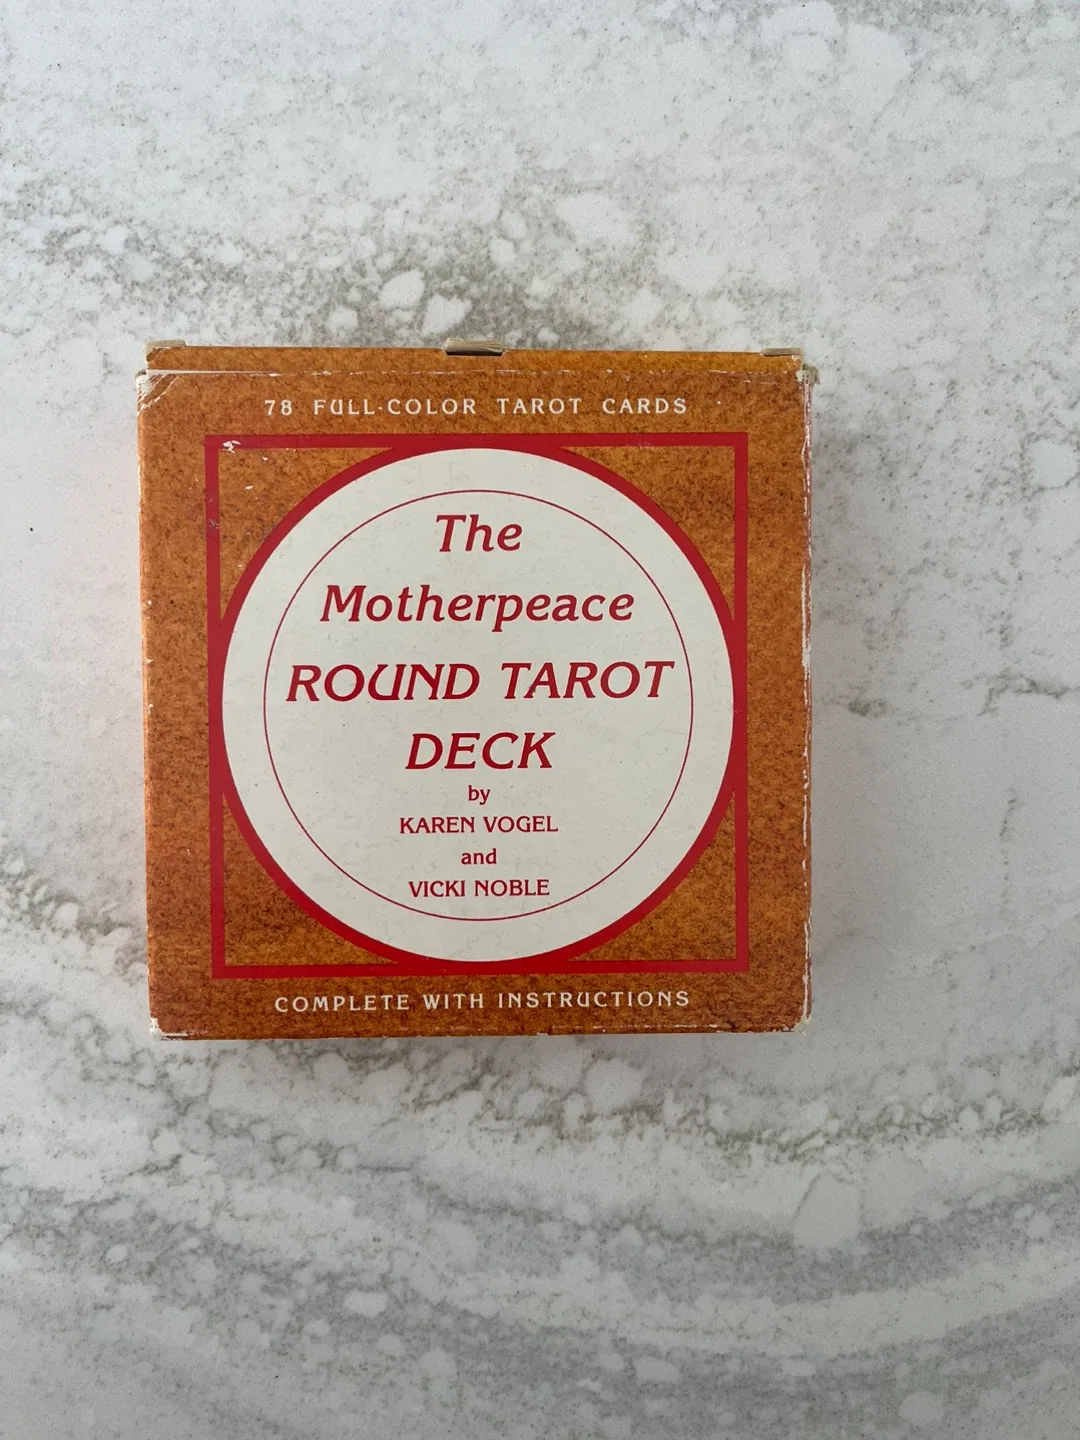 78 FULL-COLOR TAROT CARDS
The
Motherpeace
ROUND TAROT
DECK
by
KAREN VOGEL
and
VICKI NOBLE
COMPLETE WITH INSTRUCTIONS